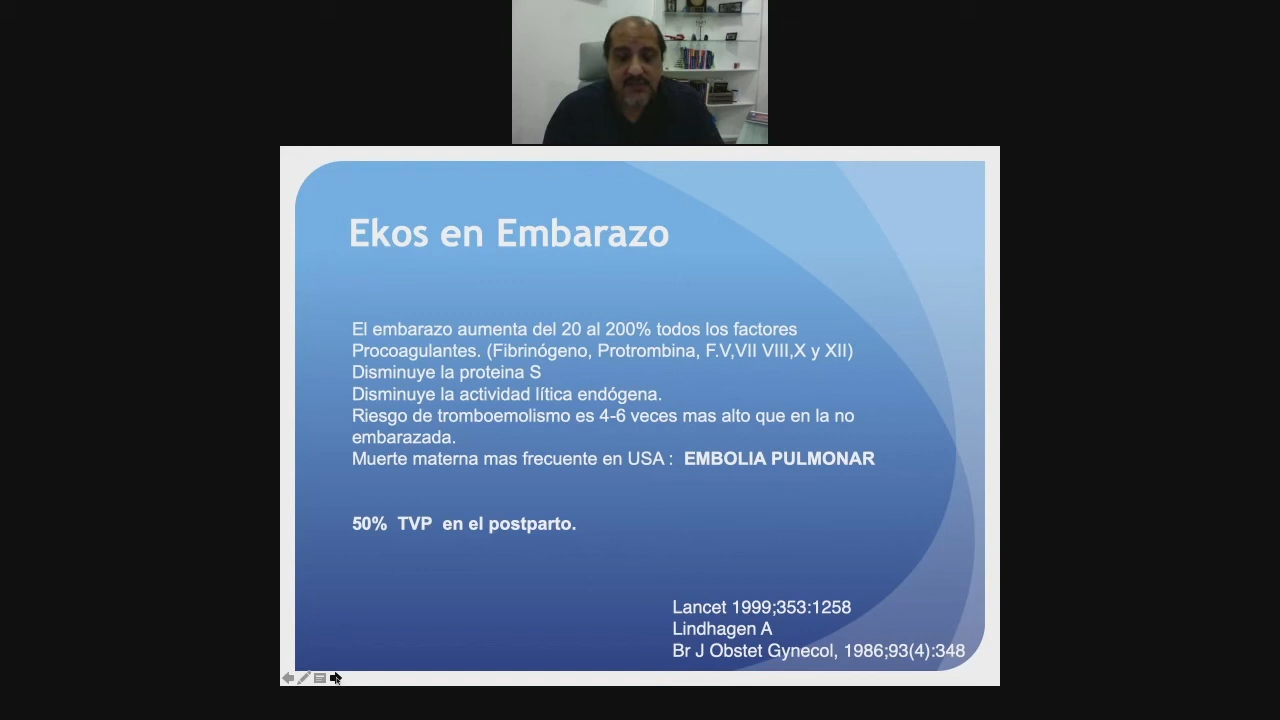 Ekos en Embarazo
El embarazo aumenta del 20 al 200% todos los factores
Procoagulantes. (Fibrinógeno, Protrombina, F.V,VII VIII,X y XII)
Disminuye la proteina S
Disminuye la actividad lítica endógena.
Riesgo de tromboemolismo es 4-6 veces mas alto que en la no
embarazada.
Muerte materna mas frecuente en USA : EMBOLIA PULMONAR
50% TVP en el postparto.
Lancet 1999;353:1258
Lindhagen A
Br J Obstet Gynecol, 1986;93(4):348